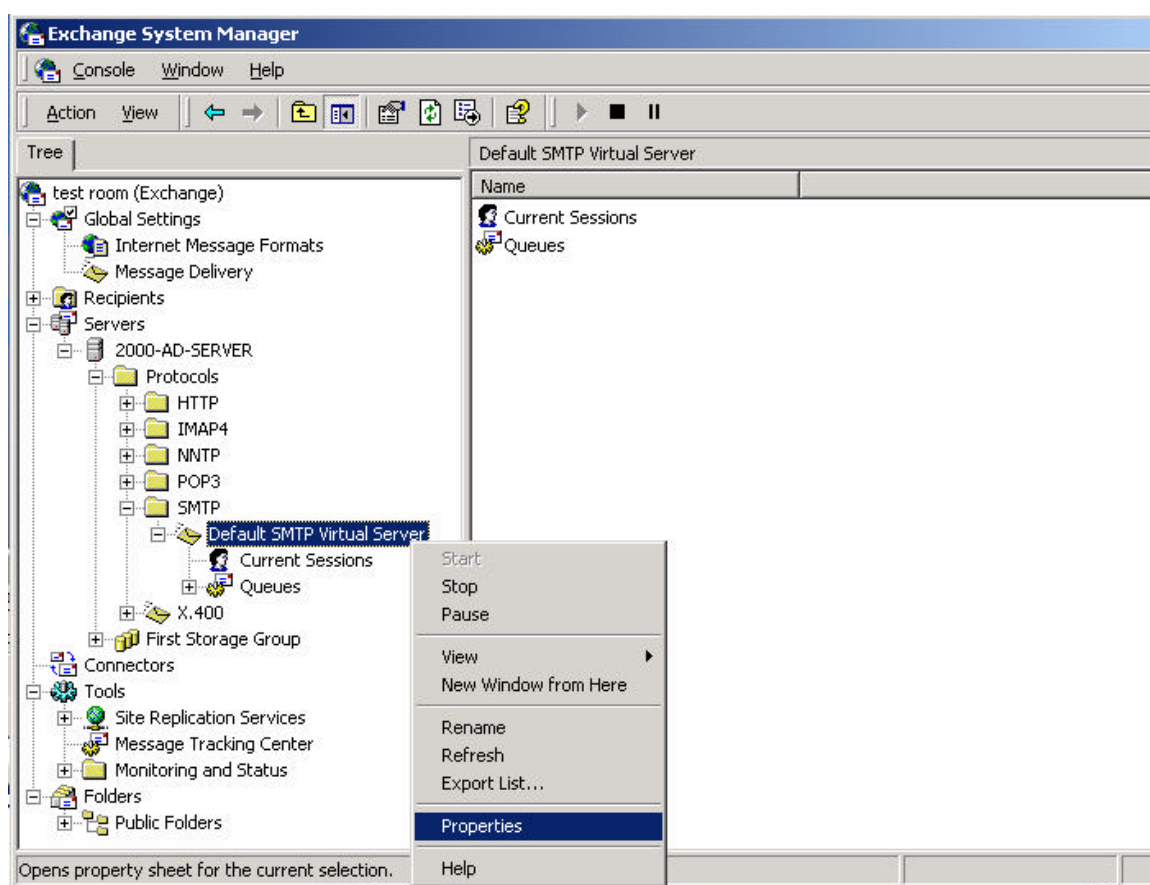 Exchange System Manager
Console Window Help
Action View
Tree
Default SMTP Virtual Server
Name
test room (Exchange)
Global Settings
Internet Message Formats
Message Delivery
Recipients
Servers
2000-AD-SERVER
Protocols
HTTP
IMAP4
NNTP
POP3
SMTP
Default SMTP Virtual Server
Current Sessions
Queues
X.400
First Storage Group
Connectors
Tools
Site Replication Services
Message Tracking Center
Monitoring and Status
Folders
Public Folders
Current Sessions
Queues
Start
Stop
Pause
View
New Window from Here
Rename
Refresh
Export List...
Properties
Help
Opens property sheet for the current selection.